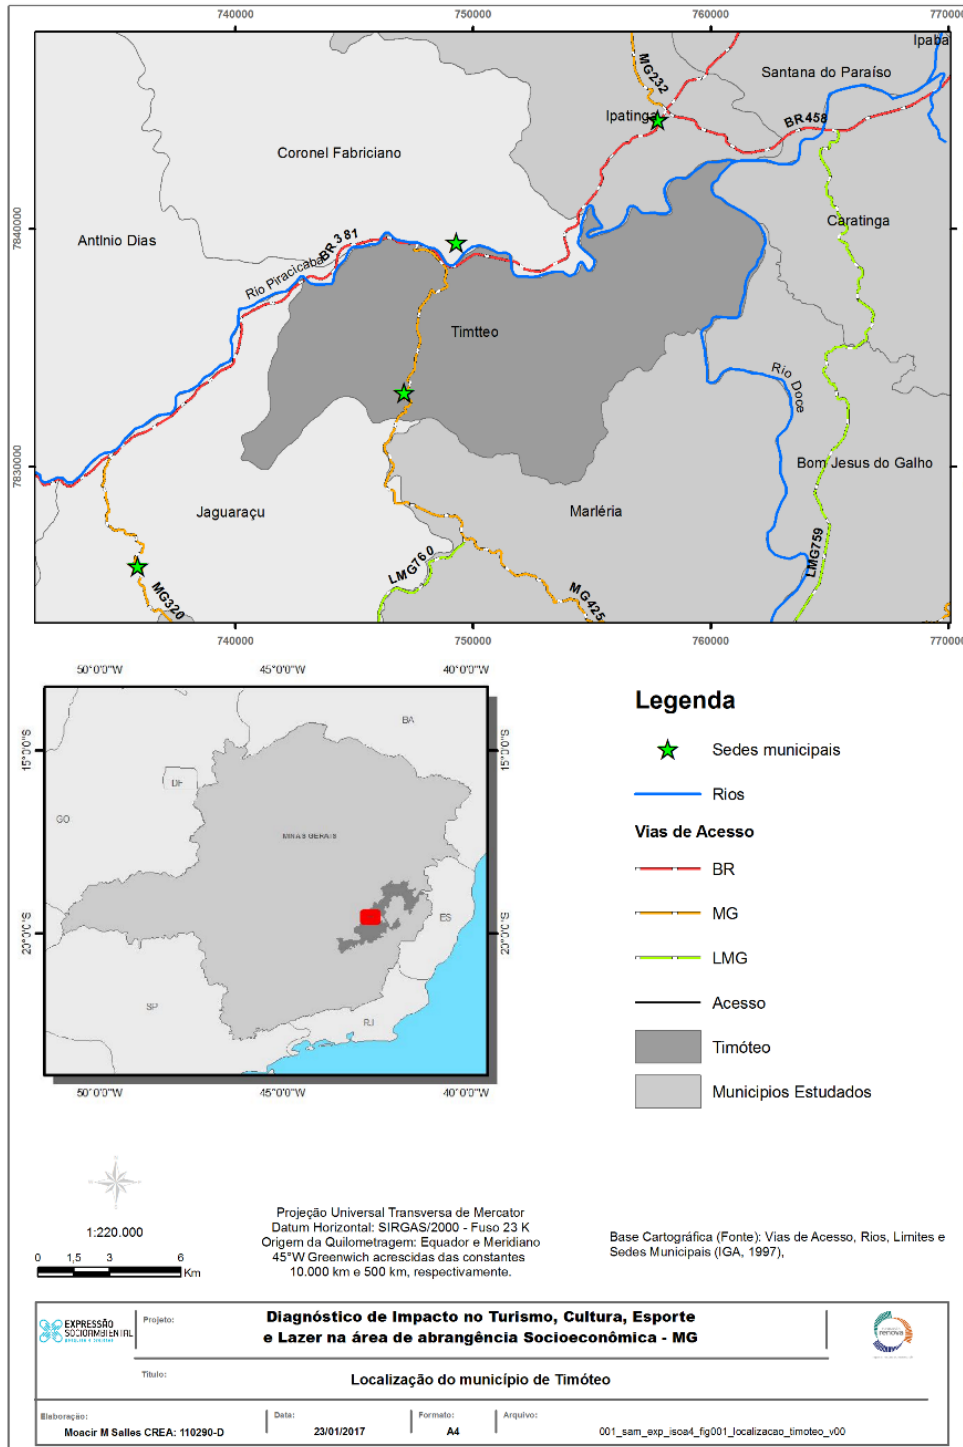 740000
750000
760000
770000
Ipaba
MG232
Santana do Paraíso
Ipatinga
BR458
Coronel Fabriciano
7840000
7840000
Caratinga
AntInio Dias
BR381
Rio Piracicaba
Timtteo
Rio Doce
7830000
7830000
Bom Jesus do Galho
Jaguaraçu
Marléria
LMG760
LMG759
MG320
MG425
740000
750000
760000
770000
50°0'0"W
45°0'0"W
40°0'0"W
BA
15°0'0"S
15°0'0"S
DF
GO
MINAS GERAIS
ES
20°0'0"S
20°0'0"S
SP
RJ
50°0'0"W
45°0'0"W
40°0'0"W
Legenda
Sedes municipais
Rios
Vias de Acesso
BR
MG
LMG
Acesso
Timóteo
Municipios Estudados
1:220.000
0 1,5 3 6
Km
Projeção Universal Transversa de Mercator
Datum Horizontal: SIRGAS/2000 - Fuso 23 K
Origem da Quilometragem: Equador e Meridiano
45°W Greenwich acrescidas das constantes
10.000 km e 500 km, respectivamente.
Base Cartográfica (Fonte): Vias de Acesso, Rios, Limites e
Sedes Municipais (IGA, 1997),
EXPRESSÃO
SOCIOAMBIENTAL
Projeto:
Diagnóstico de Impacto no Turismo, Cultura, Esporte
e Lazer na área de abrangência Socioeconômica - MG
renova
Titulo:
Localização do município de Timóteo
Elaboração:
Moacir M Salles CREA: 110290-D
Data:
23/01/2017
Formato:
A4
Arquivo:
001_sam_exp_isoa4_fig001_localizacao_timoteo_v00